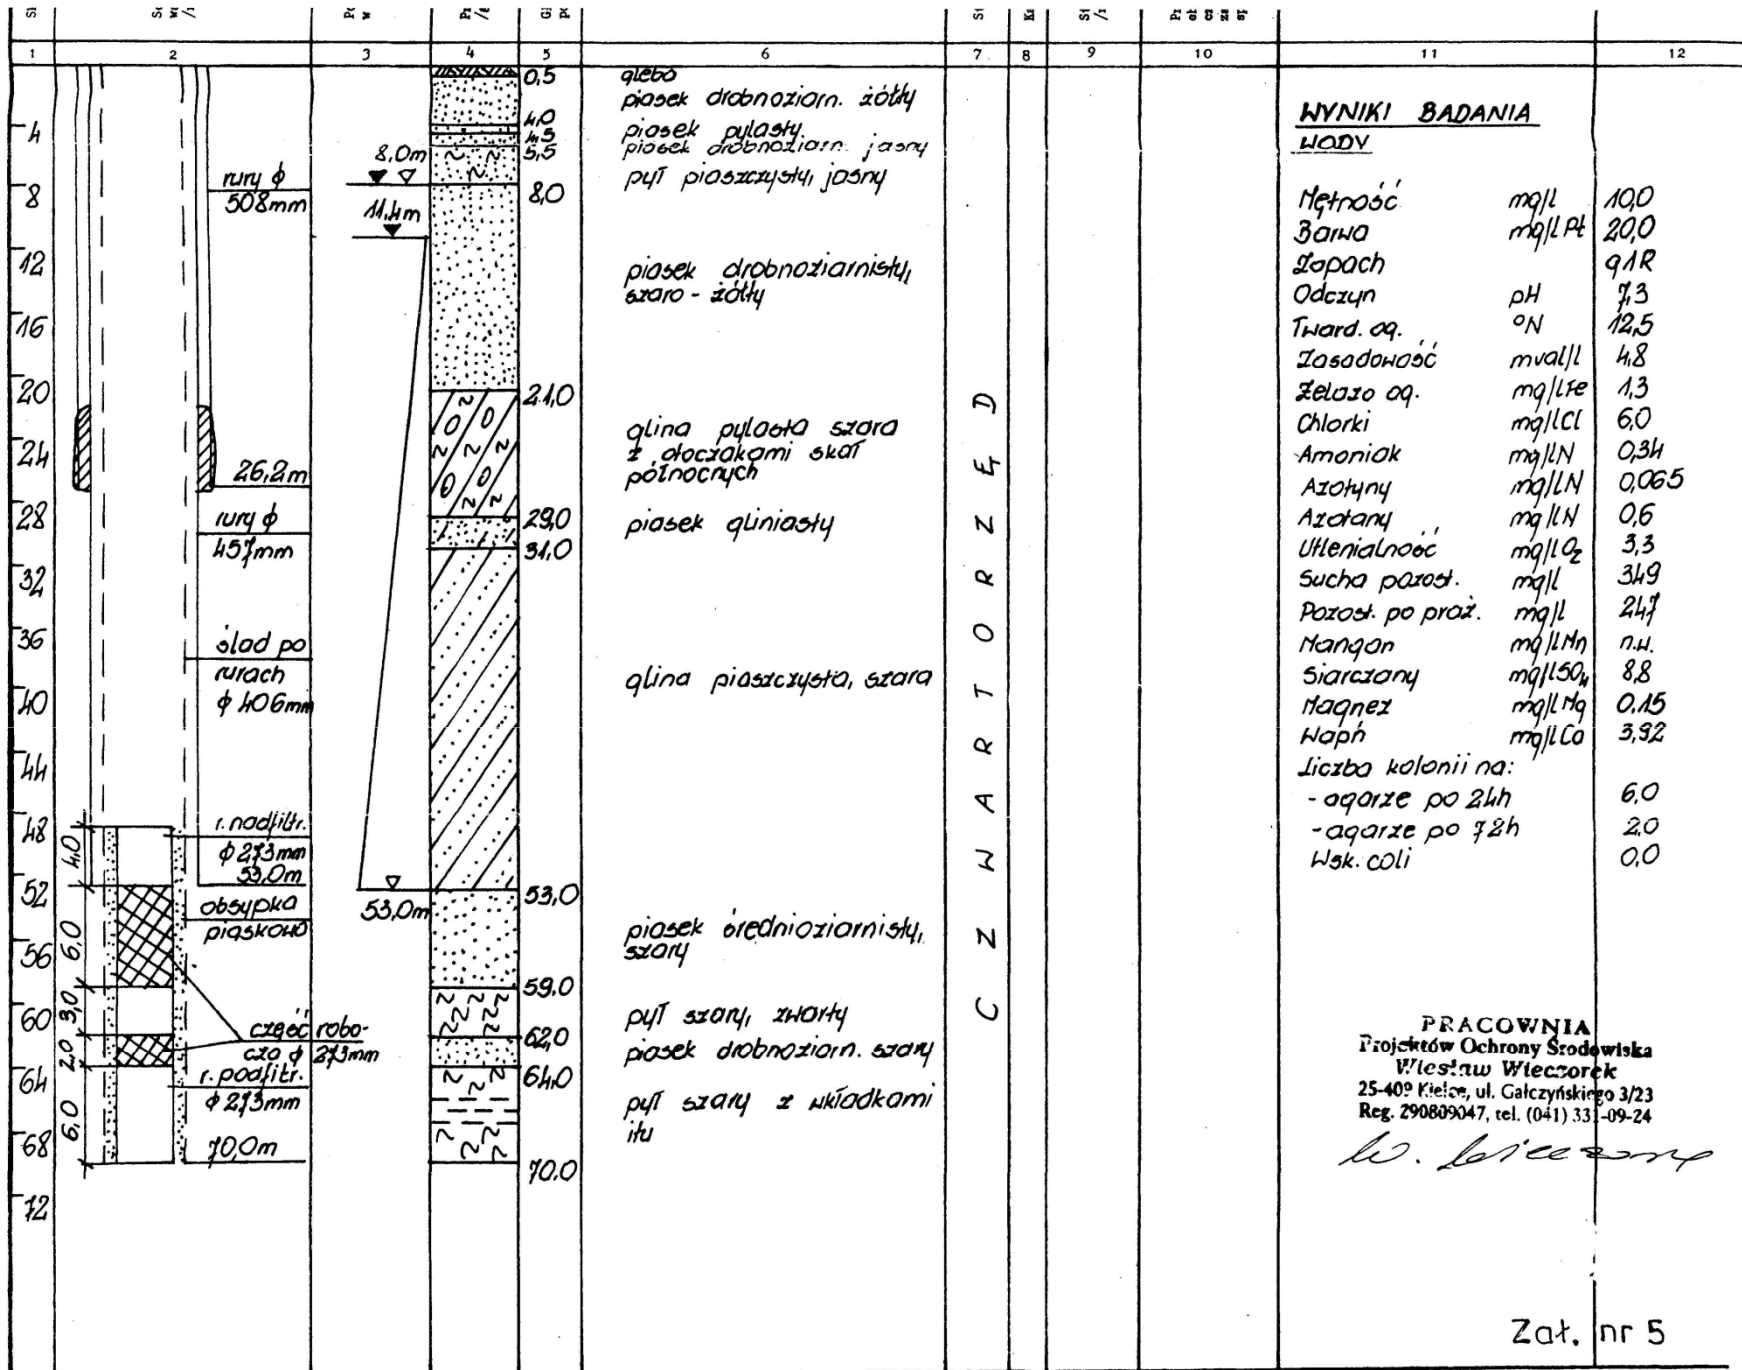 1 2 3 4 5 6 7 8 9 10 11 12
4
8
12
16
20
24
28
32
36
40
44
48
52
56
60
64
68
72
rury ϕ
508mm
26,2m
rury ϕ
457mm
ślad po
rurach
ϕ 406mm
r. nadfiltr.
ϕ 273mm
53,0m
obsypka
piaskowa
część robo-
cza ϕ 273mm
r. podfiltr.
ϕ 273mm
70,0m
4,0
6,0
3,0
2,0
6,0
8,0m
11,4m
53,0m
0,5
4,0
4,5
5,5
8,0
21,0
29,0
31,0
53,0
59,0
62,0
64,0
70,0
gleba
piasek drobnoziarn. żółty
piasek pylasty.
piasek drobnoziarn. jasny
pył piaszczysty, jasny
piasek drobnoziarnisty,
szaro - żółty
glina pylasta szara
z otoczakami skał
północnych
piasek gliniasty
glina piaszczysta, szara
piasek średnioziarnisty,
szary
pył szary, zwarty
piasek drobnoziarn. szary
pył szary z wkładkami
iłu
CZWARTORZĘD
WYNIKI BADANIA
WODY
Mętność mg/l 10,0
Barwa mg/l Pt 20,0
Zapach g1R
Odczyn pH 7,3
Tward. og. °N 12,5
Zasadowość mval/l 4,8
Żelazo og. mg/l Fe 1,3
Chlorki mg/l Cl 6,0
Amoniak mg/l N 0,34
Azotyny mg/l N 0,065
Azotany mg/l N 0,6
Utlenialność mg/l O2 3,3
Sucha pozost. mg/l 349
Pozost. po praż. mg/l 247
Mangan mg/l Mn n.w.
Siarczany mg/l SO4 8,8
Magnez mg/l Mg 0,15
Wapń mg/l Ca 3,92
Liczba kolonii na:
- agarze po 24h 6,0
- agarze po 72h 2,0
Wsk. coli 0,0
PRACOWNIA
Projektów Ochrony Środowiska
Wiesław Wieczorek
25-409 Kielce, ul. Gałczyńskiego 3/23
Reg. 290809047, tel. (041) 331-09-24
Zał. nr 5